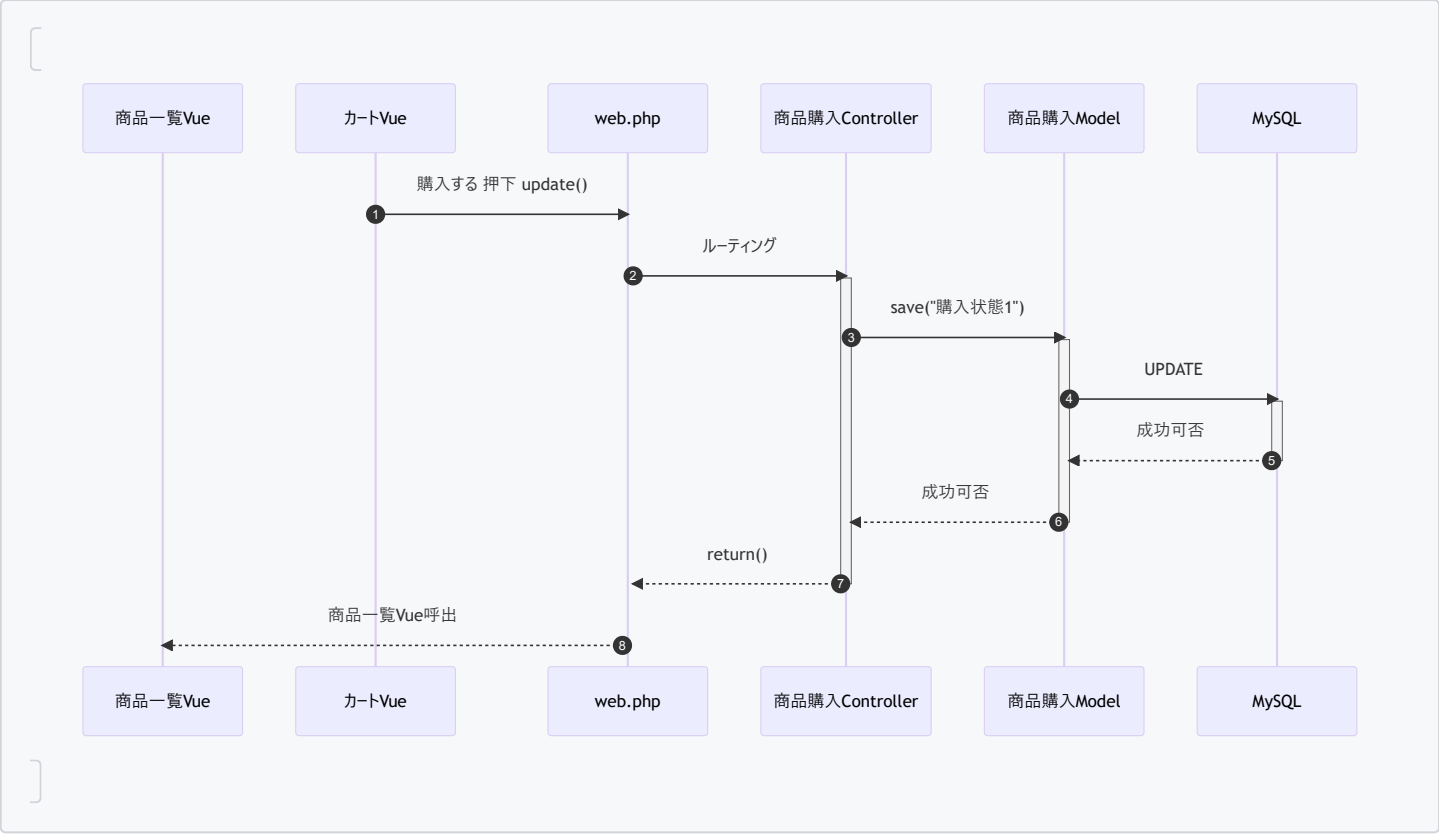 商品一覧Vue
カートVue
web.php
商品購入Controller
商品購入Model
MySQL
購入する 押下 update()
1
ルーティング
2
save("購入状態1")
3
UPDATE
4
成功可否
5
成功可否
6
return()
7
商品一覧Vue呼出
8
商品一覧Vue
カートVue
web.php
商品購入Controller
商品購入Model
MySQL